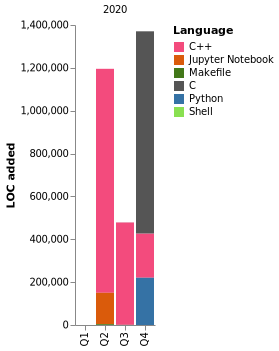 2020
1,400,000
1,200,000
1,000,000
800,000
600,000
400,000
200,000
0
LOC added
Q1
Q2
Q3
Q4
Language
C++
Jupyter Notebook
Makefile
C
Python
Shell